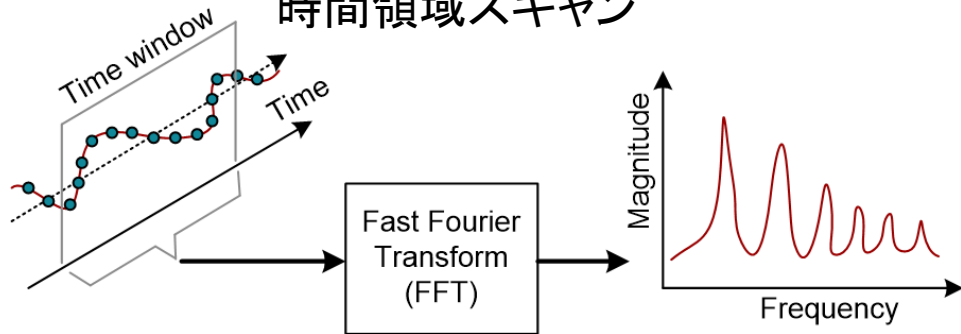 時間領域スキャン
Time window
Time
Fast Fourier
Transform
(FFT)
Magnitude
Frequency